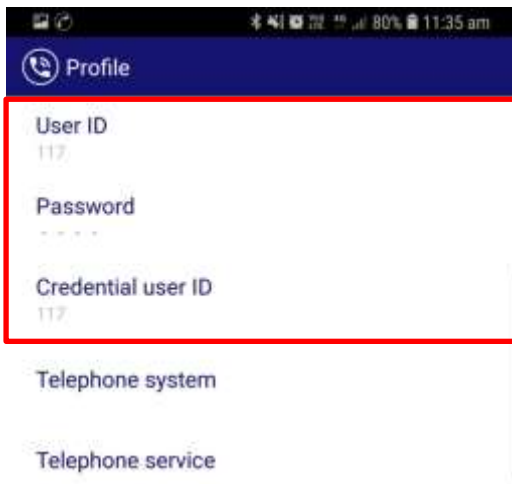 80% 11:35 am
Profile
User ID
117
Password
- - - -
Credential user ID
117
Telephone system
Telephone service